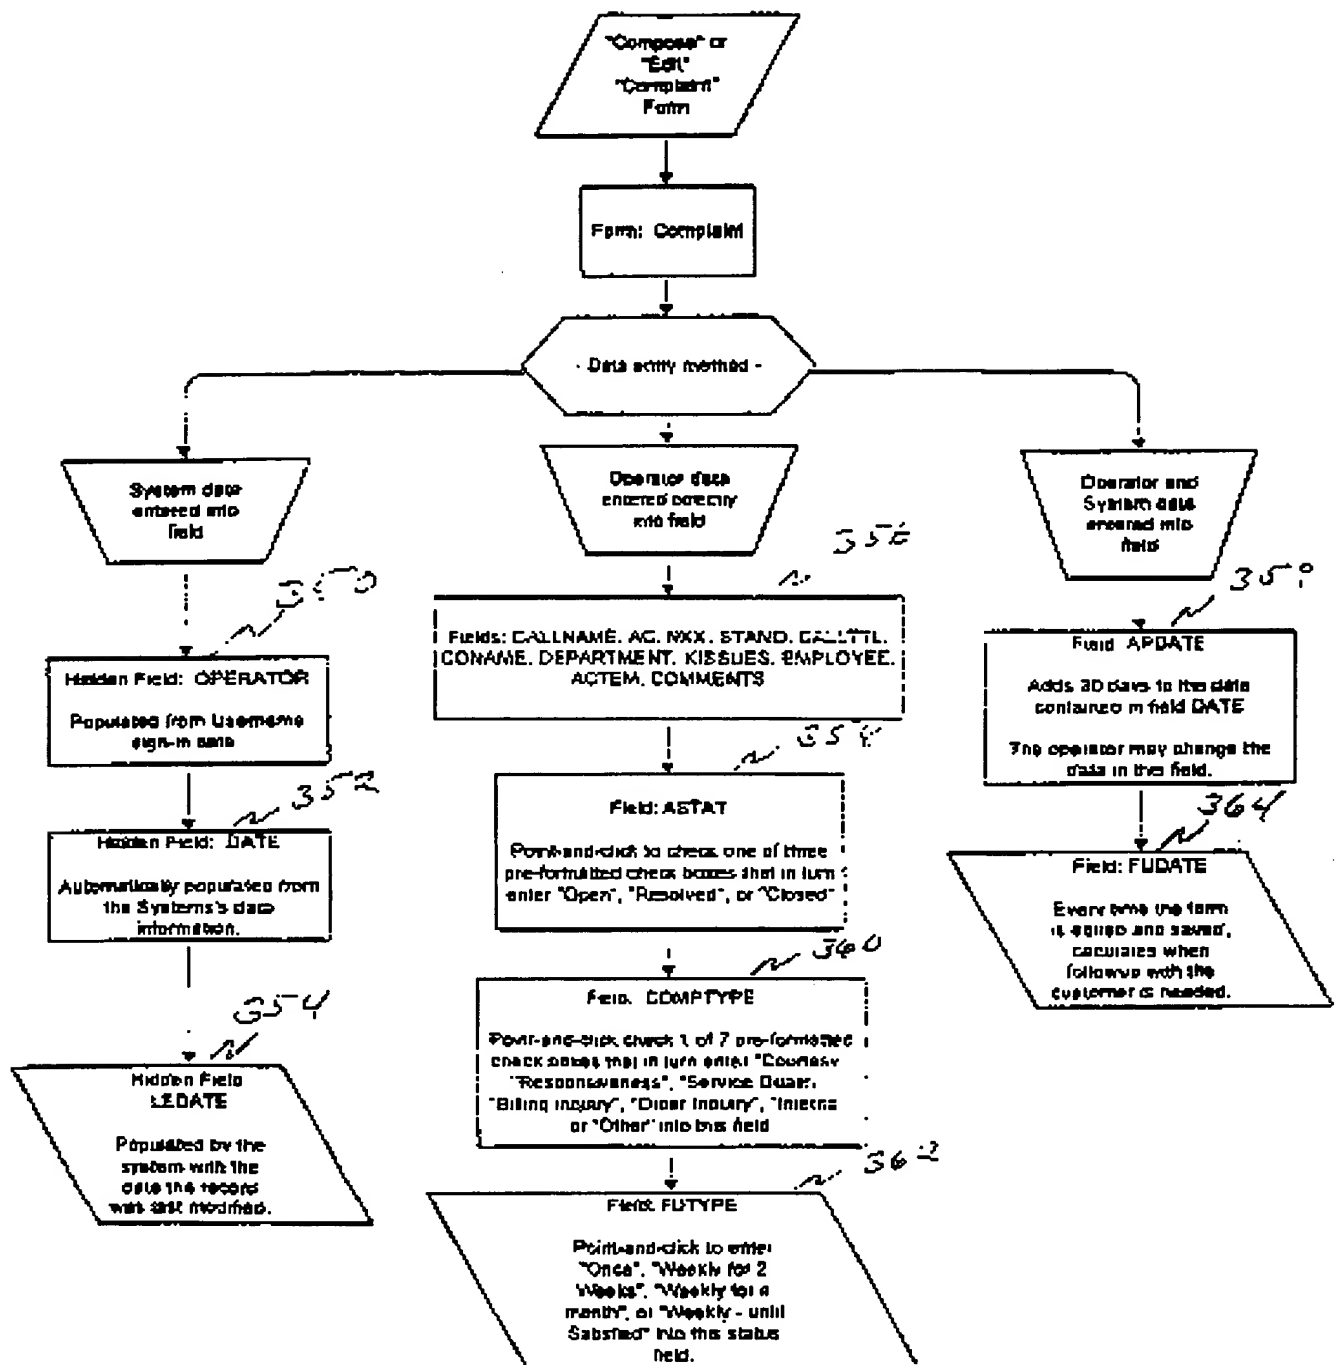 "Compose" or
"Edit"
"Complaint"
Form
Form: Complaint
- Data entry method -
System data
entered into
field
Operator data
entered directly
into field
Operator and
System data
entered into
field
350
Hidden Field: OPERATOR
Populated from Username
sign-in data
352
Hidden Field: DATE
Automatically populated from
the Systems's date
information.
354
Hidden Field
LEDATE
Populated by the
system with the
date the record
was last modified.
356
Fields: CALLNAME, AC, NXX, STAND, CALLTTL,
CONAME, DEPARTMENT, KISSUES, EMPLOYEE,
ACTEM, COMMENTS
Field: ASTAT
Point-and-click to check one of three
pre-formatted check boxes that in turn
enter "Open", "Resolved", or "Closed"
360
Field: COMPTYPE
Point-and-click check 1 of 7 pre-formatted
check boxes that in turn enter "Courtesy
"Responsiveness", "Service
"Billing Inquiry", Inquiry",
or "Other" into this field
362
Field: FUTYPE
Point-and-click to enter
"Once", "Weekly for 2
Weeks", "Weekly for a
month", or "Weekly - until
Satisfied" into this status
field.
Field
Adds 30 days to the date
contained in field DATE
The operator may change the
data in this field.
364
Field: FUDATE
Every time the form
is edited and saved,
calculates when
followup with the
customer is needed.